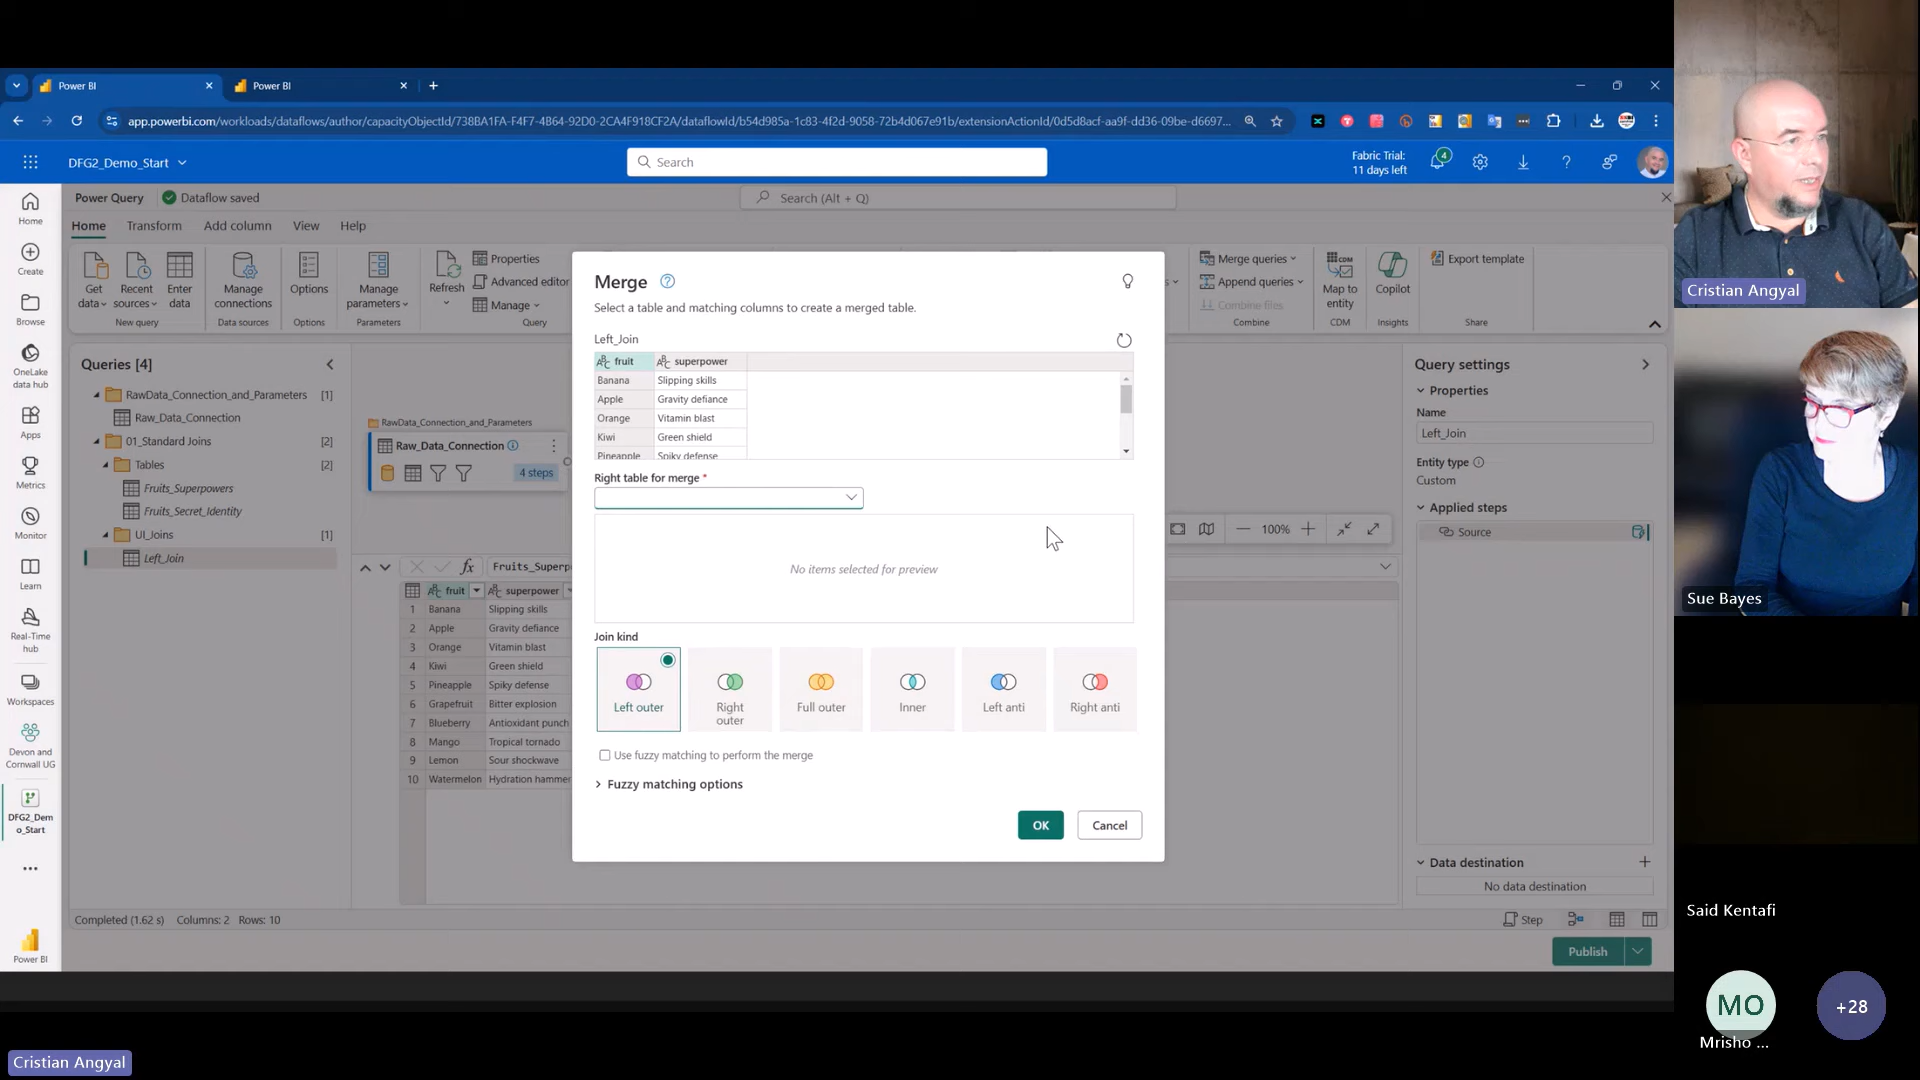 Power BI
Power BI
app.powerbi.com/workloads/dataflows/author/capacityObjectId/738BA1FA-F4F7-4B64-92D0-2CA4F918CF2A/dataflowId/b54d985a-1c83-4f2d-9058-72b4d067e91b/extensionActionId/0d5d8acf-aa9f-dd36-09be-d6697...
DFG2_Demo_Start
Search
Fabric Trial:
11 days left
4
Power Query
Dataflow saved
Search (Alt + Q)
Home
Transform
Add column
View
Help
Get data
Recent sources
Enter data
New query
Manage connections
Data sources
Options
Options
Manage parameters
Parameters
Refresh
Properties
Advanced editor
Manage
Query
Merge queries
Append queries
Combine files
Combine
Map to entity
CDM
Copilot
Insights
Export template
Share
Home
Create
Browse
OneLake data hub
Apps
Metrics
Monitor
Learn
Real-Time hub
Workspaces
Devon and Cornwall UG
DFG2_Dem o_Start
Power BI
Queries [4]
RawData_Connection_and_Parameters [1]
Raw_Data_Connection
01_Standard Joins [2]
Tables [2]
Fruits_Superpowers
Fruits_Secret_Identity
UI_Joins [1]
Left_Join
RawData_Connection_and_Parameters
Raw_Data_Connection
4 steps
100%
fx Fruits_Superp
fruit superpower
1 Banana Slipping skills
2 Apple Gravity defiance
3 Orange Vitamin blast
4 Kiwi Green shield
5 Pineapple Spiky defense
6 Grapefruit Bitter explosion
7 Blueberry Antioxidant punch
8 Mango Tropical tornado
9 Lemon Sour shockwave
10 Watermelon Hydration hammer
Completed (1.62 s) Columns: 2 Rows: 10
Step
Publish
Merge
Select a table and matching columns to create a merged table.
Left_Join
fruit superpower
Banana Slipping skills
Apple Gravity defiance
Orange Vitamin blast
Kiwi Green shield
Pineapple Spiky defense
Right table for merge *
No items selected for preview
Join kind
Left outer
Right outer
Full outer
Inner
Left anti
Right anti
Use fuzzy matching to perform the merge
Fuzzy matching options
OK
Cancel
Query settings
Properties
Name
Left_Join
Entity type
Custom
Applied steps
Source
Data destination
No data destination
Cristian Angyal
Sue Bayes
Said Kentafi
MO
Mrisho ...
+28
Cristian Angyal